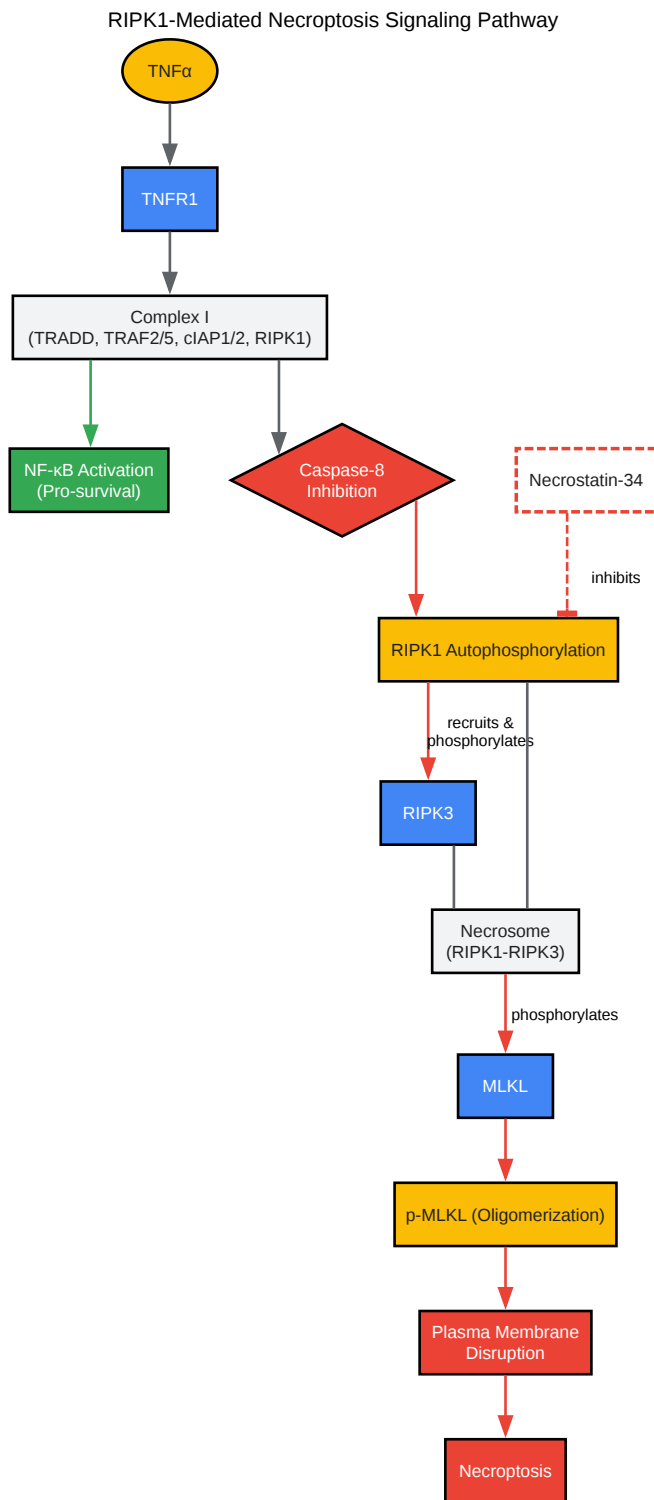 RIPK1-Mediated Necroptosis Signaling Pathway
TNFα
TNFR1
Complex I
(TRADD, TRAF2/5, cIAP1/2, RIPK1)
NF-κB Activation
(Pro-survival)
Caspase-8
Inhibition
Necrostatin-34
inhibits
RIPK1 Autophosphorylation
recruits &
phosphorylates
RIPK3
Necrosome
(RIPK1-RIPK3)
phosphorylates
MLKL
p-MLKL (Oligomerization)
Plasma Membrane
Disruption
Necroptosis